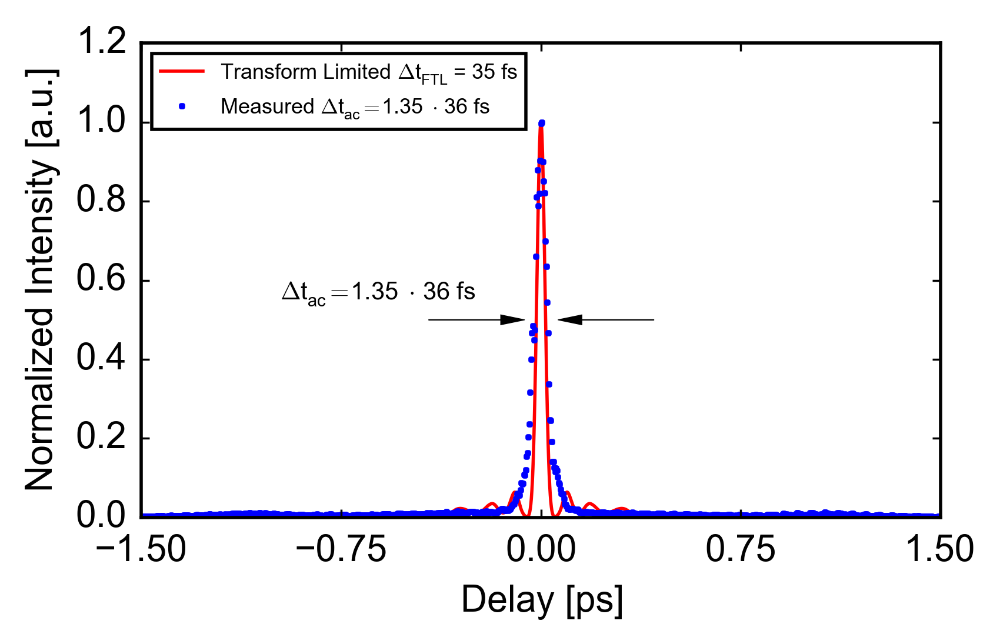 1.2
1.0
0.8
0.6
0.4
0.2
0.0
Normalized Intensity [a.u.]
Transform Limited Δt_FTL = 35 fs
Measured Δt_ac = 1.35 · 36 fs
Δt_ac = 1.35 · 36 fs
−1.50 −0.75 0.00 0.75 1.50
Delay [ps]